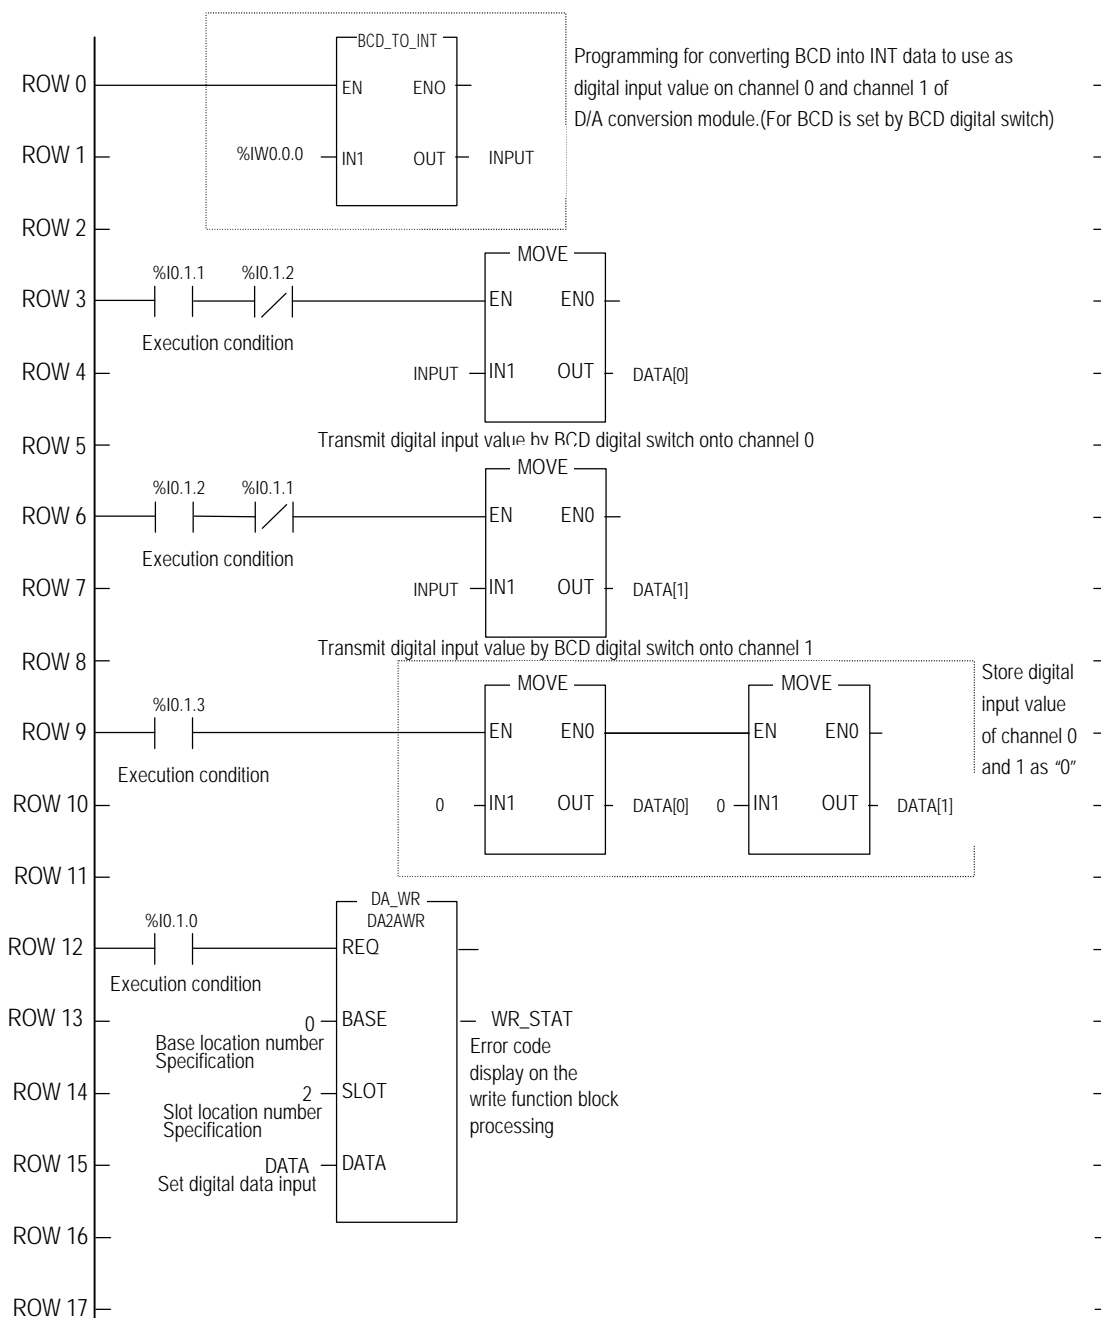 BCD_TO_INT
Programming for converting BCD into INT data to use as
ROW 0
EN ENO
digital input value on channel 0 and channel 1 of
D/A conversion module.(For BCD is set by BCD digital switch)
ROW 1
%IW0.0.0
IN1 OUT
INPUT
ROW 2
MOVE
%I0.1.1 %I0.1.2
ROW 3
EN EN0
Execution condition
ROW 4
INPUT
IN1 OUT
DATA[0]
ROW 5
Transmit digital input value by BCD digital switch onto channel 0
MOVE
%I0.1.2 %I0.1.1
ROW 6
EN EN0
Execution condition
ROW 7
INPUT
IN1 OUT
DATA[1]
Transmit digital input value by BCD digital switch onto channel 1
ROW 8
MOVE
MOVE
Store digital
input value
of channel 0
and 1 as “0”
%I0.1.3
ROW 9
EN EN0
EN EN0
Execution condition
ROW 10
0
IN1 OUT
DATA[0]
0
IN1 OUT
DATA[1]
ROW 11
DA_WR
DA2AWR
%I0.1.0
ROW 12
REQ
Execution condition
ROW 13
0
BASE
WR_STAT
Base location number
Specification
Error code
display on the
write function block
processing
ROW 14
2
SLOT
Slot location number
Specification
ROW 15
DATA
DATA
Set digital data input
ROW 16
ROW 17